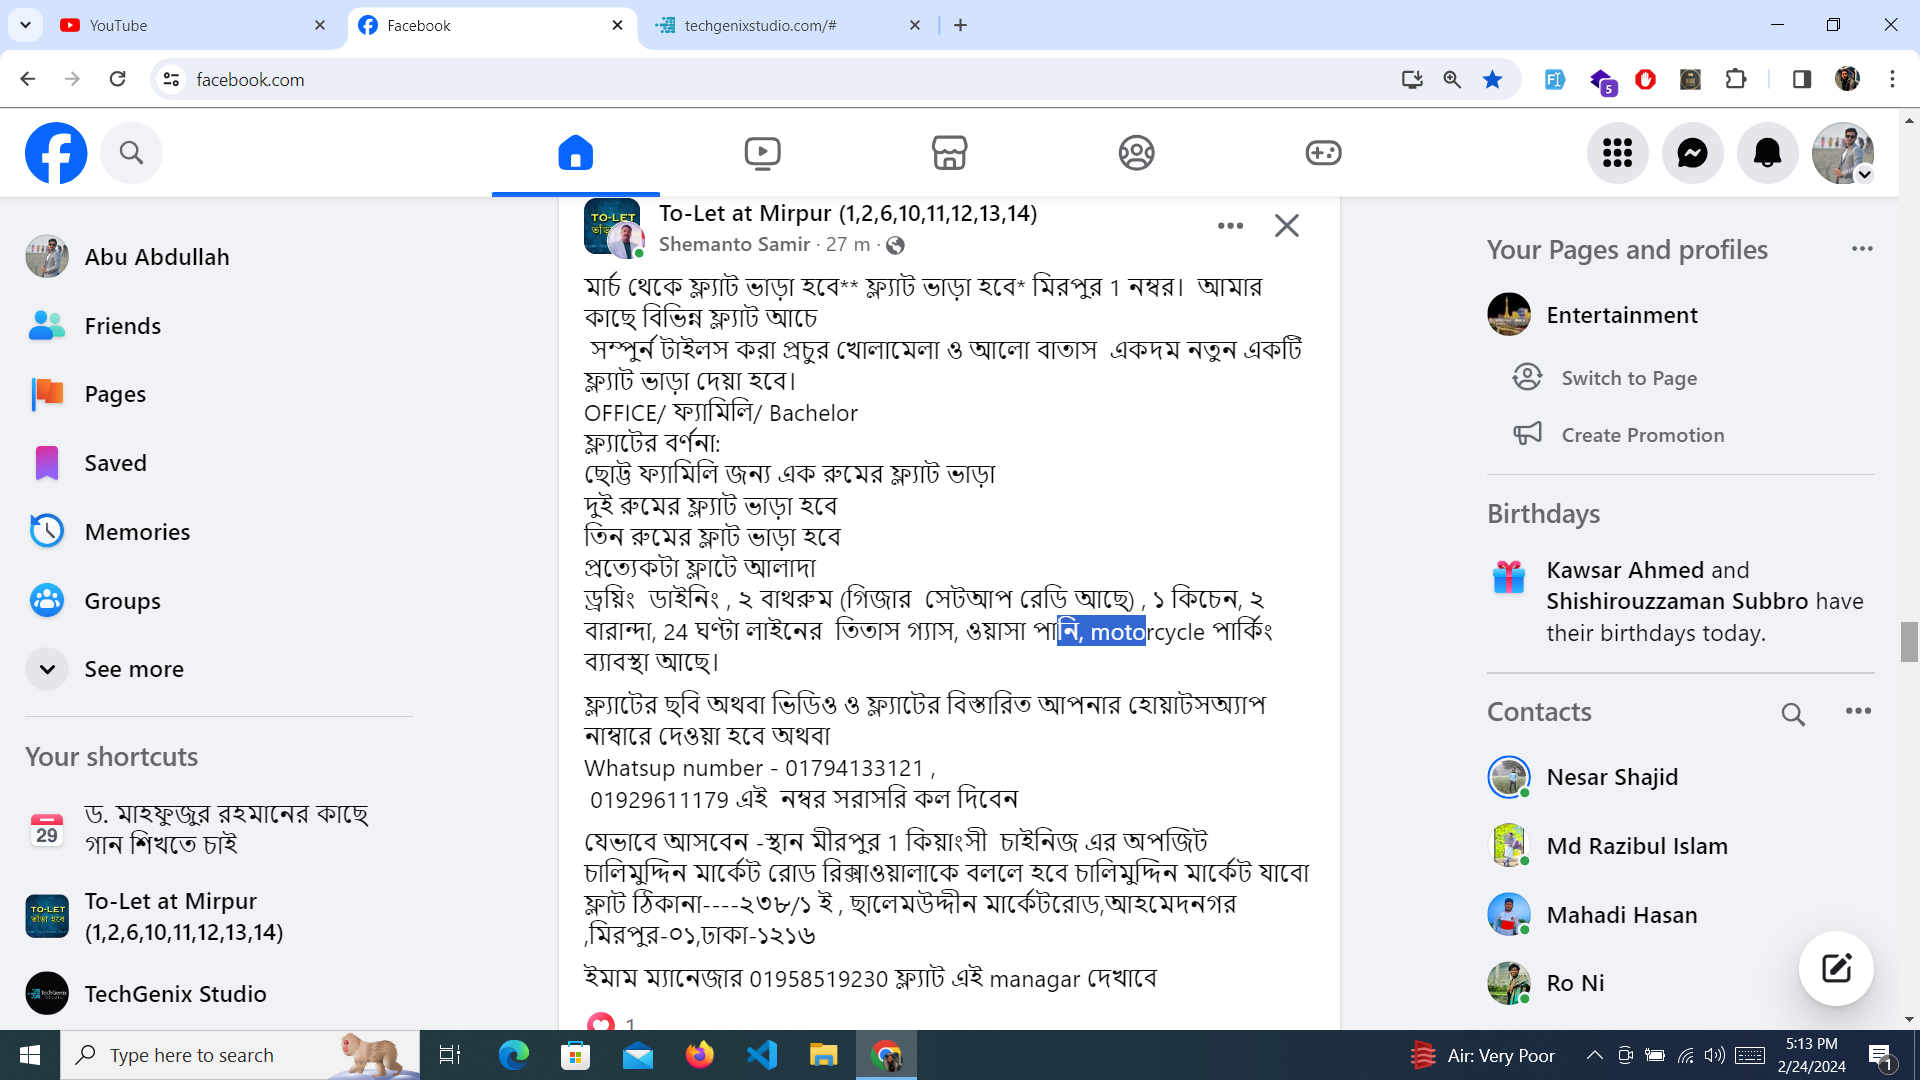 YouTube
Facebook
techgenixstudio.com/#
facebook.com
5
Abu Abdullah
Friends
Pages
Saved
Memories
Groups
See more
Your shortcuts
29
ড. মাহফুজুর রহমানের কাছে
গান শিখতে চাই
TO-LET
ভাড়া হবে
To-Let at Mirpur
(1,2,6,10,11,12,13,14)
TechGenix Studio
TO-LET
To-Let at Mirpur (1,2,6,10,11,12,13,14)
Shemanto Samir · 27 m ·
মার্চ থেকে ফ্ল্যাট ভাড়া হবে** ফ্ল্যাট ভাড়া হবে* মিরপুর 1 নম্বর।  আমার
কাছে বিভিন্ন ফ্ল্যাট আচে
সম্পুর্ন টাইলস করা প্রচুর খোলামেলা ও আলো বাতাস  একদম নতুন একটি
ফ্ল্যাট ভাড়া দেয়া হবে।
OFFICE/ ফ্যামিলি/ Bachelor
ফ্ল্যাটের বর্ণনা:
ছোট্ট ফ্যামিলি জন্য এক রুমের ফ্ল্যাট ভাড়া
দুই রুমের ফ্ল্যাট ভাড়া হবে
তিন রুমের ফ্লাট ভাড়া হবে
প্রত্যেকটা ফ্লাটে আলাদা
ড্রয়িং  ডাইনিং , ২ বাথরুম (গিজার  সেটআপ রেডি আছে) , ১ কিচেন, ২
বারান্দা, 24 ঘণ্টা লাইনের  তিতাস গ্যাস, ওয়াসা পানি, motorcycle পার্কিং
ব্যাবস্থা আছে।
ফ্ল্যাটের ছবি অথবা ভিডিও ও ফ্ল্যাটের বিস্তারিত আপনার হোয়াটসঅ্যাপ
নাম্বারে দেওয়া হবে অথবা
Whatsup number - 01794133121 ,
01929611179 এই  নম্বর সরাসরি কল দিবেন
যেভাবে আসবেন -স্থান মীরপুর 1 কিয়াংসী  চাইনিজ এর অপজিট
চালিমুদ্দিন মার্কেট রোড রিক্সাওয়ালাকে বললে হবে চালিমুদ্দিন মার্কেট যাবো
ফ্লাট ঠিকানা----২৩৮/১ ই , ছালেমউদ্দীন মার্কেটরোড,আহমেদনগর
,মিরপুর-০১,ঢাকা-১২১৬
ইমাম ম্যানেজার 01958519230 ফ্ল্যাট এই managar দেখাবে
1
Your Pages and profiles
Entertainment
Switch to Page
Create Promotion
Birthdays
Kawsar Ahmed and
Shishirouzzaman Subbro have
their birthdays today.
Contacts
Nesar Shajid
Md Razibul Islam
Mahadi Hasan
Ro Ni
Type here to search
Air: Very Poor
5:13 PM
2/24/2024
1